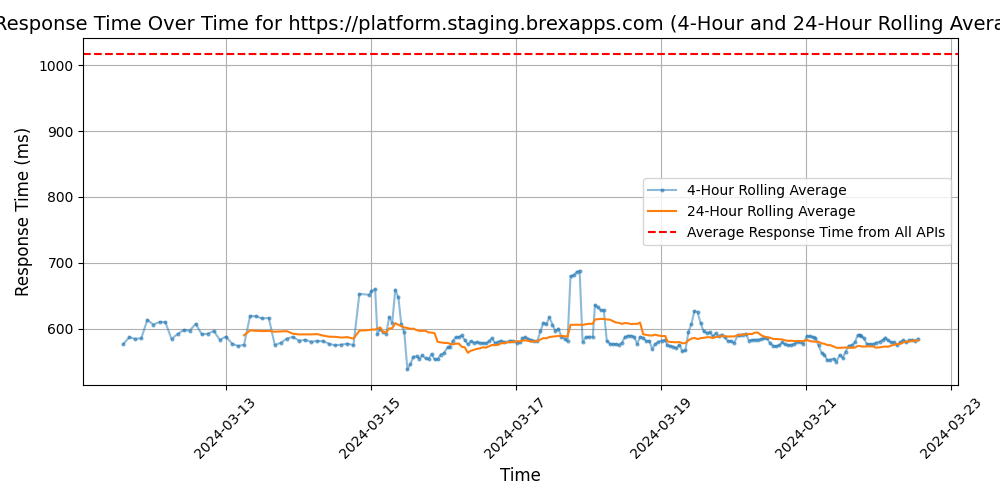 Response Time Over Time for https://platform.staging.brexapps.com (4-Hour and 24-Hour Rolling Avera
Response Time (ms)
1000
900
800
700
600
4-Hour Rolling Average
24-Hour Rolling Average
Average Response Time from All APIs
2024-03-13
2024-03-15
2024-03-17
2024-03-19
2024-03-21
2024-03-23
Time